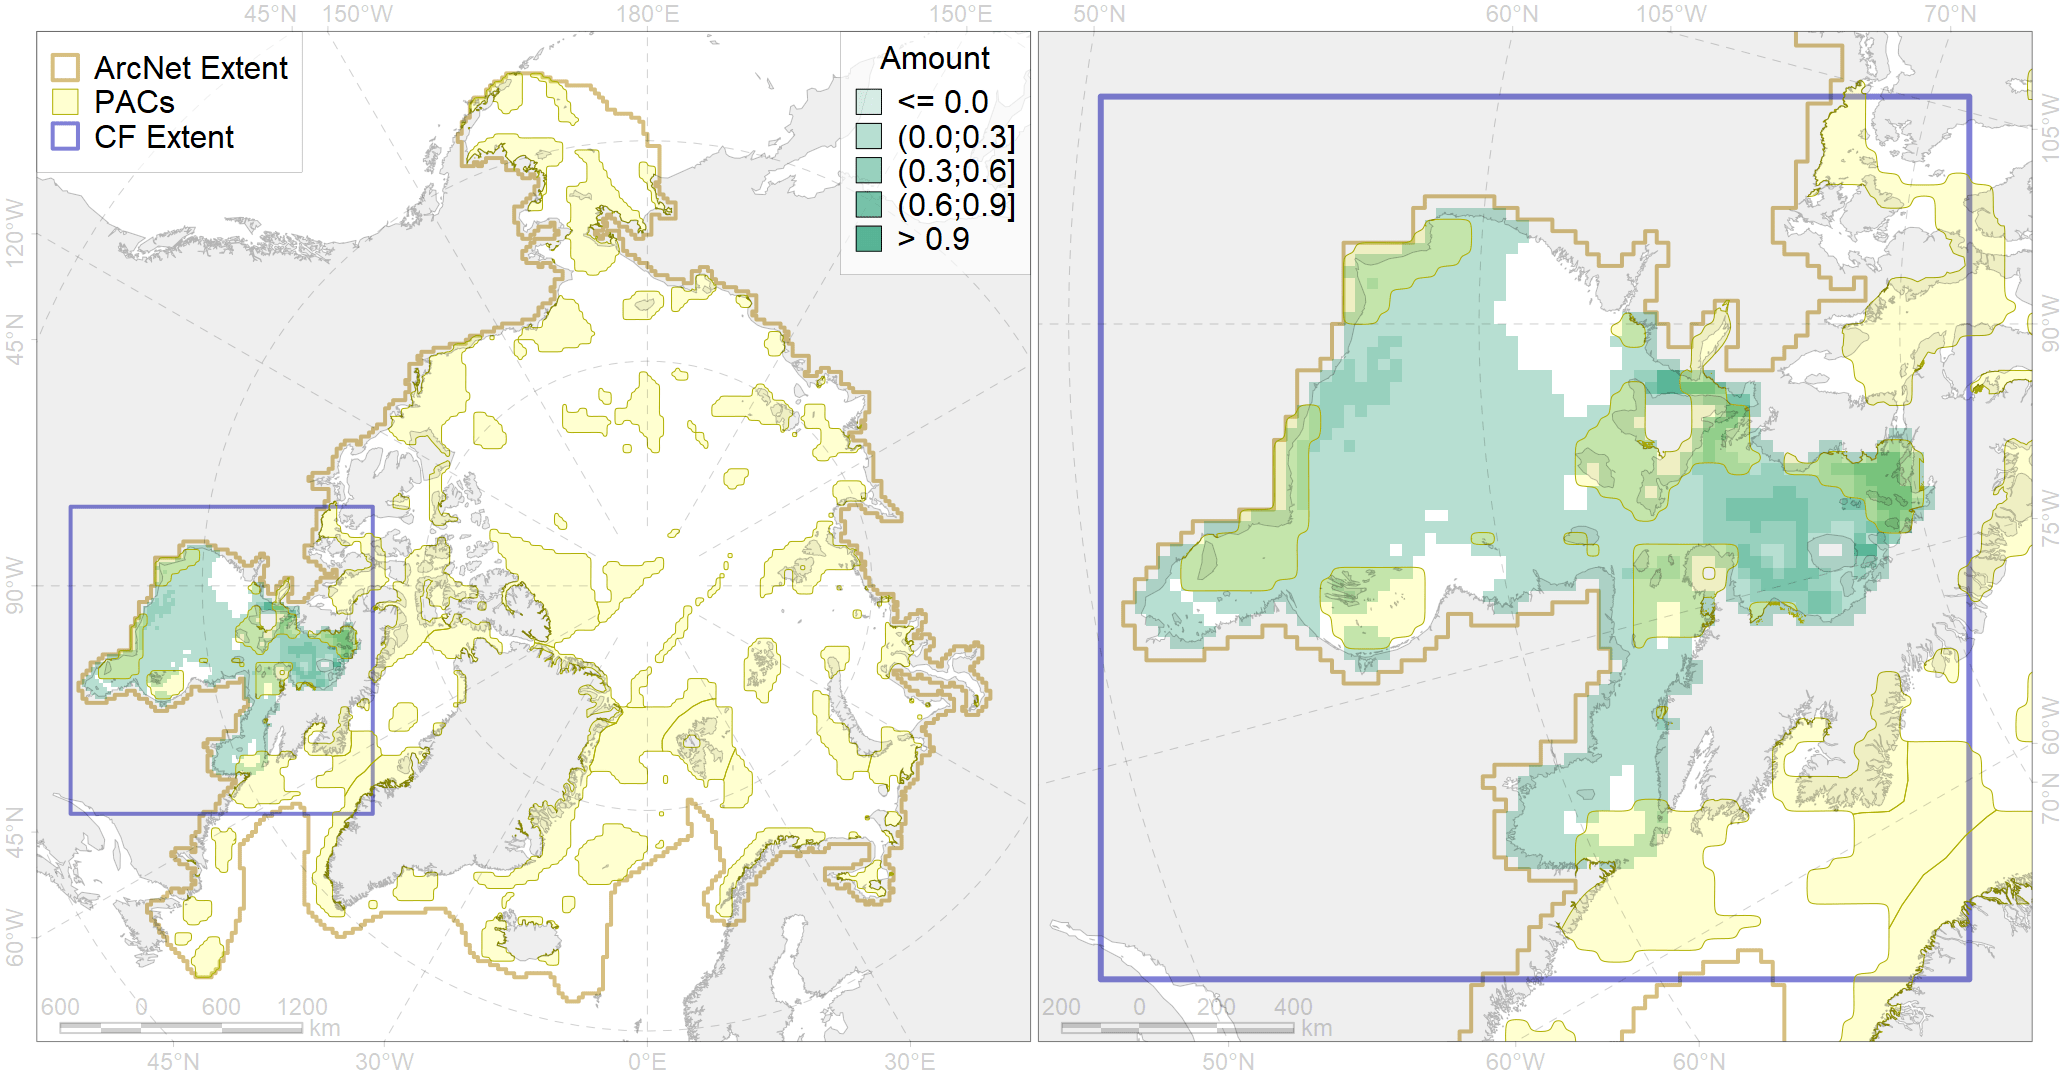 45°N 150°W 180°E 150°E 50°N 60°N 105°W 70°N
ArcNet Extent
PACs
CF Extent
Amount
<= 0.0
(0.0;0.3]
(0.3;0.6]
(0.6;0.9]
> 0.9
120°W
45°N
90°W
45°N
60°W
105°W
90°W
75°W
60°W
70°N
600 0 600 1200
km
200 0 200 400
km
45°N 30°W 0°E 30°E 50°N 60°W 60°N